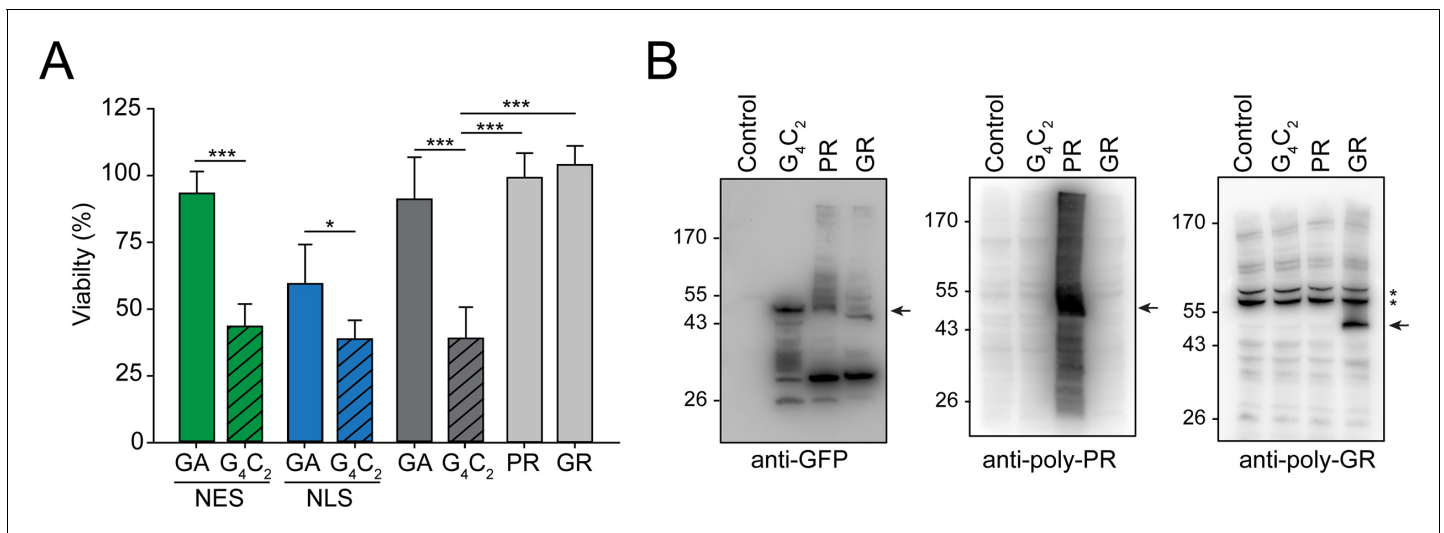 A
Viabilty (%)
125
100
75
50
25
0
***
*
***
***
***
GA G₄C₂ GA G₄C₂ GA G₄C₂ PR GR
NES NLS
B
Control G₄C₂ PR GR
170
55
43
26
anti-GFP
Control G₄C₂ PR GR
170
55
43
26
anti-poly-PR
Control G₄C₂ PR GR
170
55
43
26
*
*
anti-poly-GR